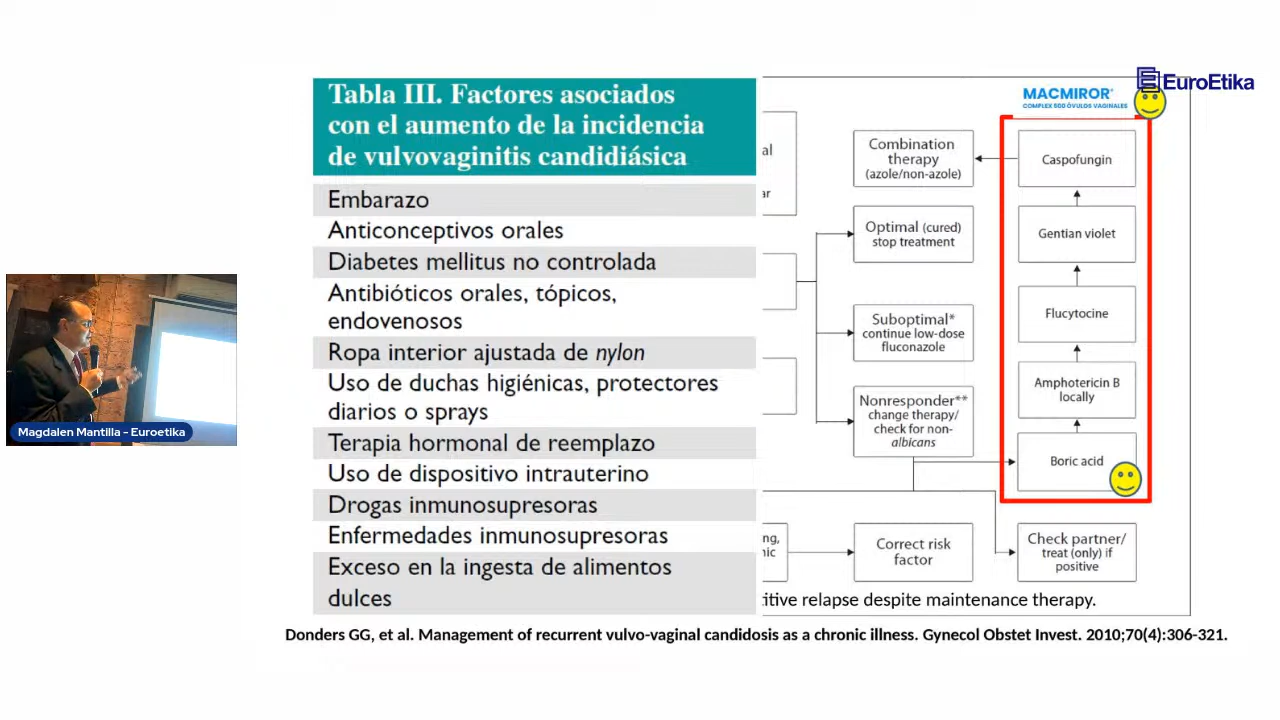 Tabla III. Factores asociados
con el aumento de la incidencia
de vulvovaginitis candidiásica
Embarazo
Anticonceptivos orales
Diabetes mellitus no controlada
Antibióticos orales, tópicos,
endovenosos
Ropa interior ajustada de nylon
Uso de duchas higiénicas, protectores
diarios o sprays
Terapia hormonal de reemplazo
Uso de dispositivo intrauterino
Drogas inmunosupresoras
Enfermedades inmunosupresoras
Exceso en la ingesta de alimentos
dulces
EuroEtika
MACMIROR
COMPLEX 500 ÓVULOS VAGINALES
al
ar
Combination
therapy
(azole/non-azole)
Caspofungin
Optimal (cured)
stop treatment
Gentian violet
Suboptimal*
continue low-dose
fluconazole
Flucytocine
Nonresponder**
change therapy/
check for non-
albicans
Amphotericin B
locally
Boric acid
ng,
nic
Correct risk
factor
Check partner/
treat (only) if
positive
titive relapse despite maintenance therapy.
Donders GG, et al. Management of recurrent vulvo-vaginal candidosis as a chronic illness. Gynecol Obstet Invest. 2010;70(4):306-321.
Magdalen Mantilla - Euroetika